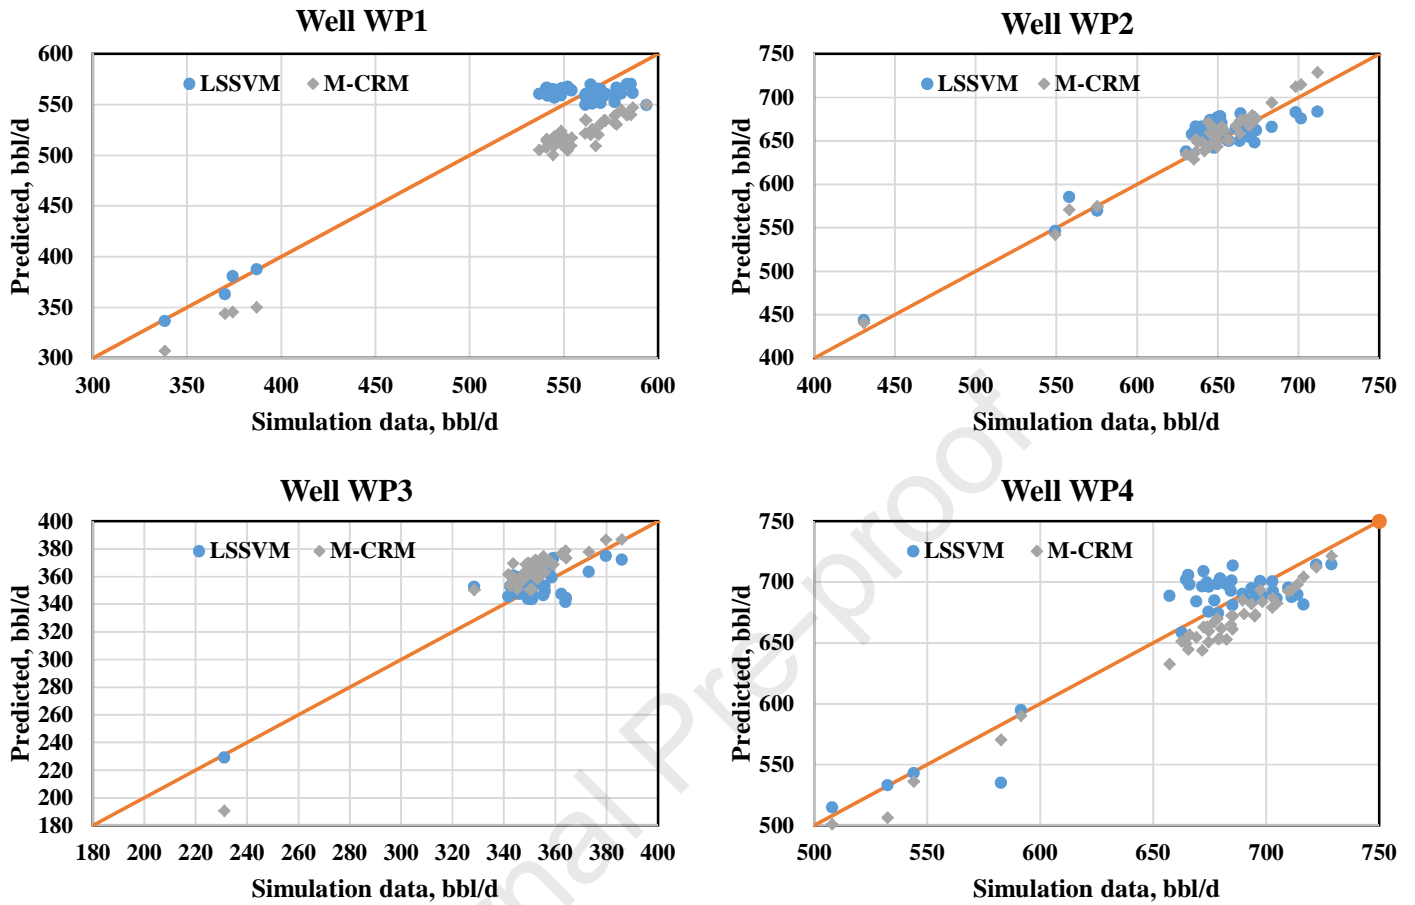 Well WP1
600
550
500
450
400
350
300
300 350 400 450 500 550 600
LSSVM M-CRM
Predicted, bbl/d
Simulation data, bbl/d
Well WP2
750
700
650
600
550
500
450
400
400 450 500 550 600 650 700 750
LSSVM M-CRM
Predicted, bbl/d
Simulation data, bbl/d
Well WP3
400
380
360
340
320
300
280
260
240
220
200
180
180 200 220 240 260 280 300 320 340 360 380 400
LSSVM M-CRM
Predicted, bbl/d
Simulation data, bbl/d
Well WP4
750
700
650
600
550
500
500 550 600 650 700 750
LSSVM M-CRM
Predicted, bbl/d
Simulation data, bbl/d
nal Pre-proof